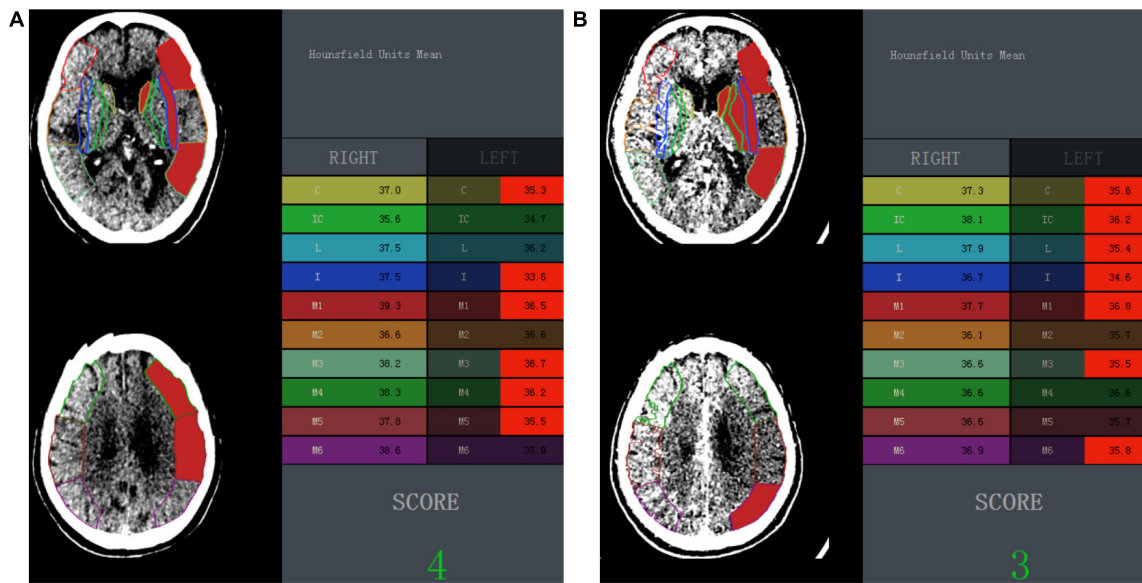 A
Hounsfield Units Mean
RIGHT LEFT
C 37.0 C 35.3
IC 35.6 IC 34.7
L 37.5 L 36.2
I 37.5 I 33.6
M1 39.3 M1 36.5
M2 36.6 M2 36.6
M3 38.2 M3 36.7
M4 38.3 M4 36.2
M5 37.8 M5 35.5
M6 38.6 M6 37.9
SCORE
4
B
Hounsfield Units Mean
RIGHT LEFT
C 37.3 C 35.6
IC 38.1 IC 36.2
L 37.9 L 35.4
I 36.7 I 34.6
M1 37.7 M1 36.8
M2 36.1 M2 35.7
M3 36.6 M3 35.5
M4 36.6 M4 36.6
M5 36.6 M5 35.7
M6 36.9 M6 35.8
SCORE
3